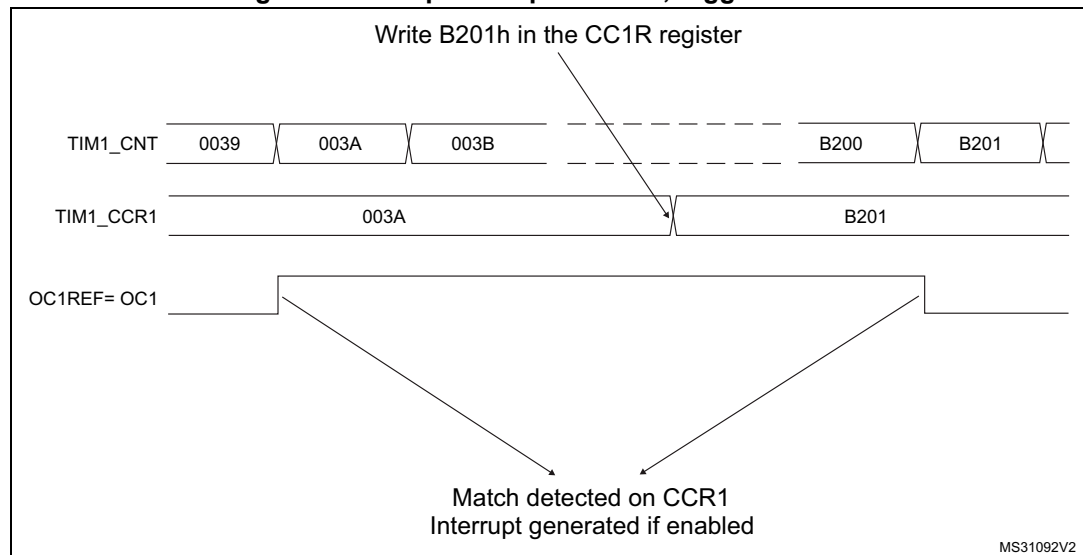 Write B201h in the CC1R register
TIM1_CNT 0039 003A 003B B200 B201
TIM1_CCR1 003A B201
OC1REF= OC1
Match detected on CCR1
Interrupt generated if enabled
MS31092V2